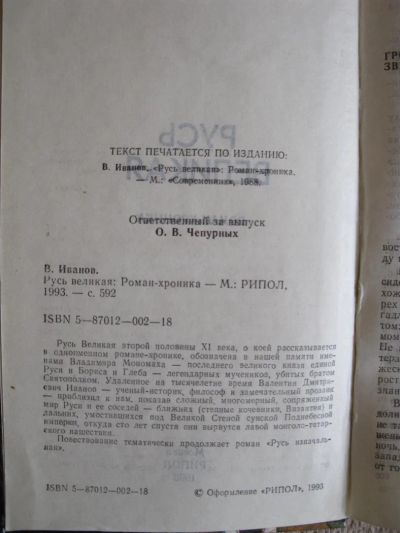 ТЕКСТ ПЕЧАТАЕТСЯ ПО ИЗДАНИЮ:
В. Иванов. «Русь великая»: Роман-хроника.
— М.: «Современник», 1988.
Ответственный за выпуск
О. В. Чепурных
В. Иванов.
Русь великая: Роман-хроника — М.: РИПОЛ,
1993. — с. 592
ISBN 5—87012—002—18
Русь Великая второй половины XI века, о коей рассказывается
в одноименном романе-хронике, обозначена в нашей памяти име-
нами Владимира Мономаха — последнего великого князя единой
Руси и Бориса и Глеба — легендарных мучеников, убитых братом
Святополком. Удаленное на тысячелетие время Валентин Дмитри-
евич Иванов — ученый-историк, философ и замечательный прозаик
— приблизил к нам, показав сложный, многомерный, сопряженный
мир Руси и ее соседей — ближних (степные кочевники, Византия) и
дальних, уместившихся под Великой Стеной сунской Поднебесной
империи, откуда сто лет спустя они вырвутся лавой монголо-татар-
ского нашествия.
Повествование тематически продолжает роман «Русь изначаль-
ная».
ISBN 5—87012—002—18
© Оформление «РИПОЛ», 1993